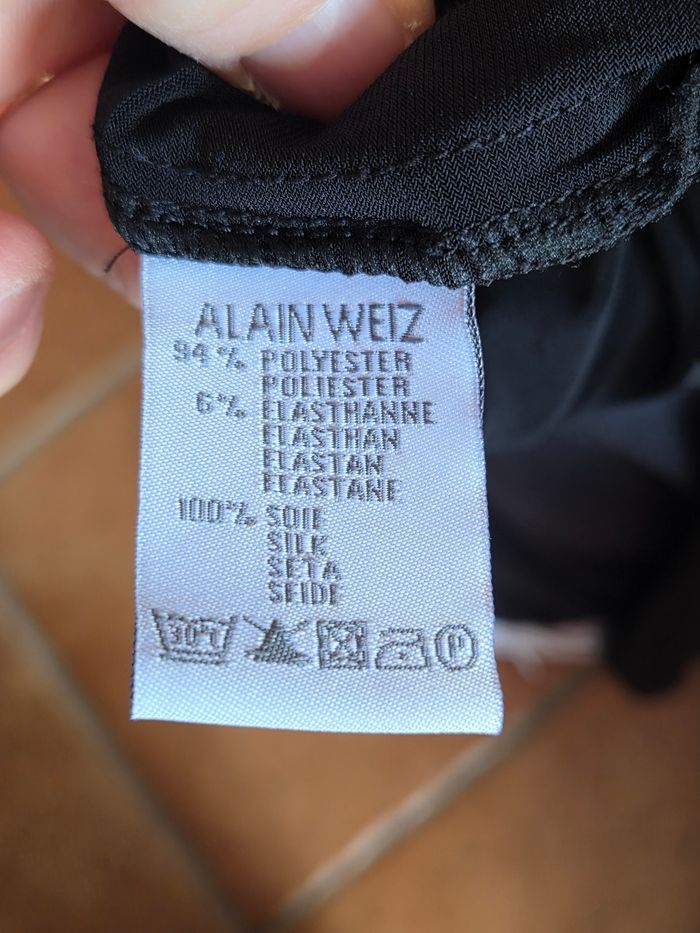 ALAIN WEIZ
94% POLYESTER
POLIESTER
6% ELASTHANNE
ELASTHAN
ELASTAN
ELASTANE
100% SOIE
SILK
SETA
SEIDE
30° P